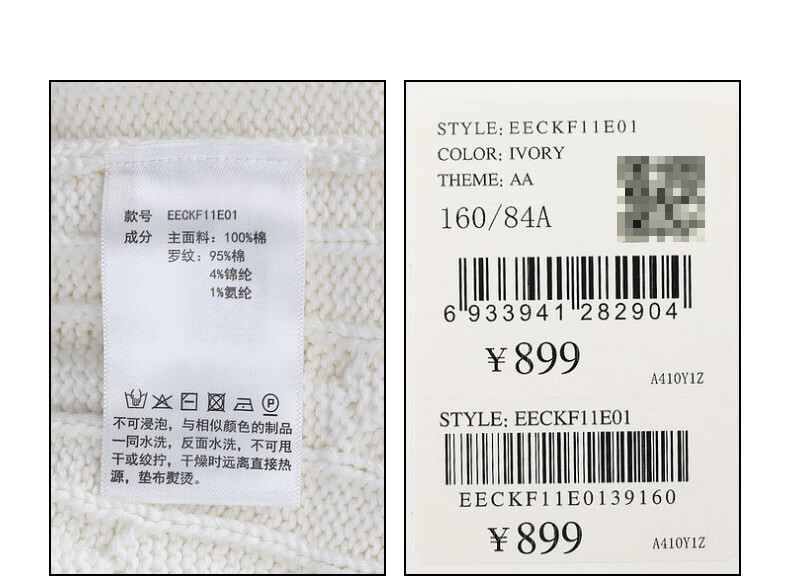 款号 EECKF11E01
成分 主面料：100%棉
罗纹：95%棉
4%锦纶
1%氨纶
P
不可浸泡，与相似颜色的制品
一同水洗，反面水洗，不可甩
干或绞拧，干燥时远离直接热
源，垫布熨烫。
STYLE: EECKF11E01
COLOR: IVORY
THEME: AA
160/84A
6 933941 282904
¥899
A410Y1Z
STYLE: EECKF11E01
EECKF11E0139160
¥899
A410Y1Z